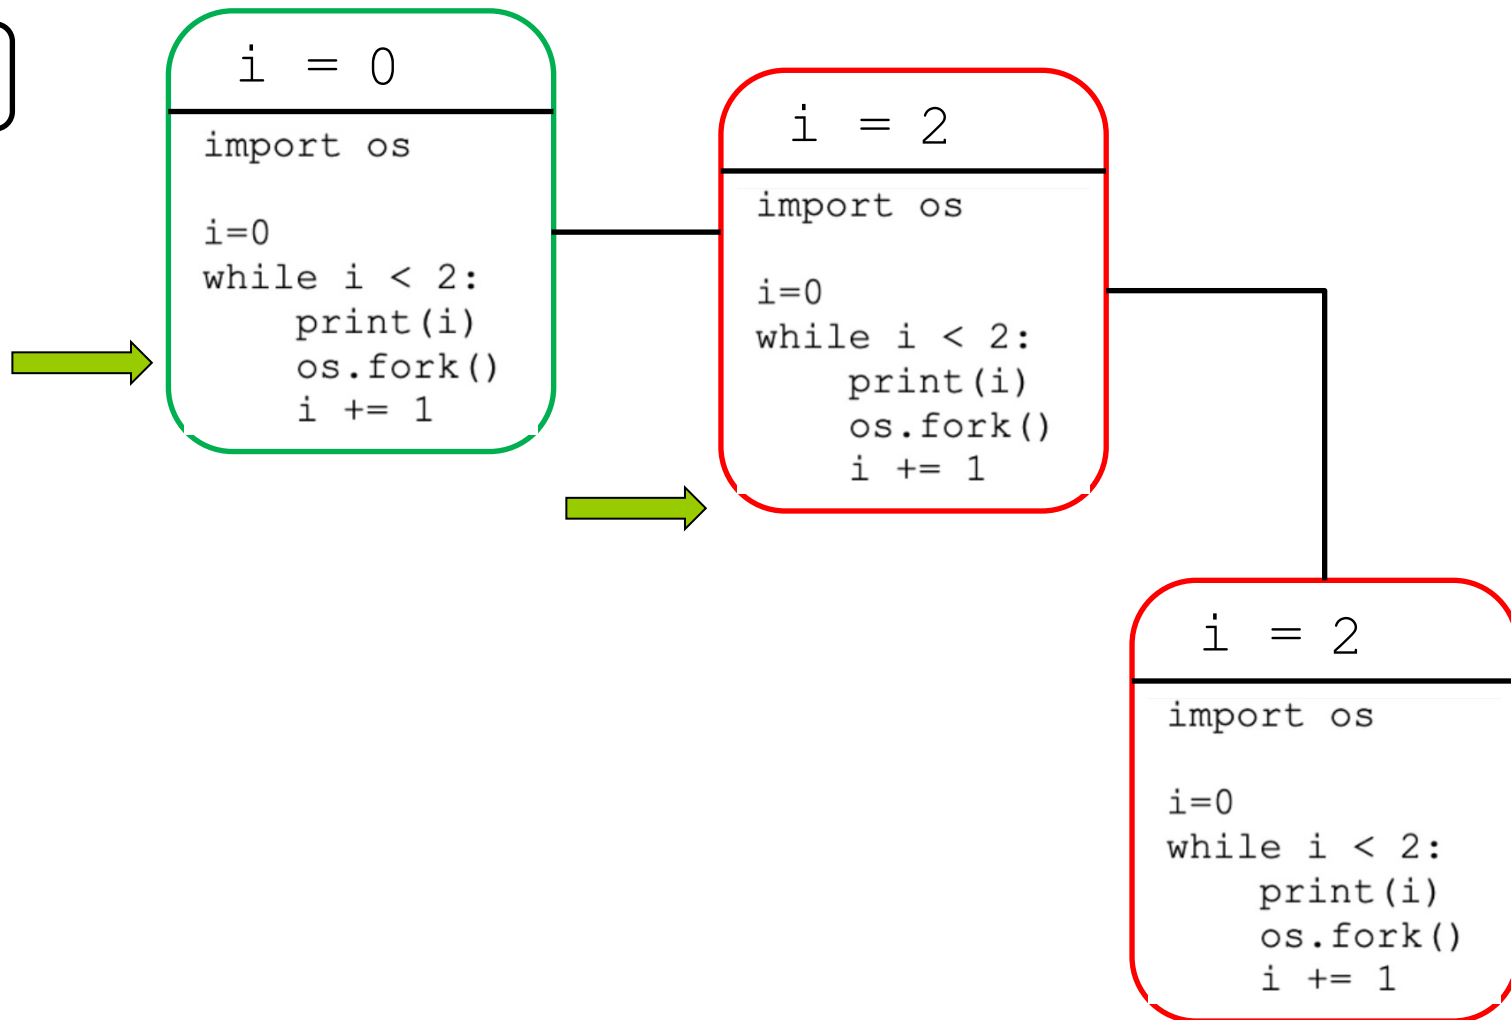 i = 0
import os
i=0
while i < 2:
print(i)
os.fork()
i += 1
i = 2
import os
i=0
while i < 2:
print(i)
os.fork()
i += 1
i = 2
import os
i=0
while i < 2:
print(i)
os.fork()
i += 1